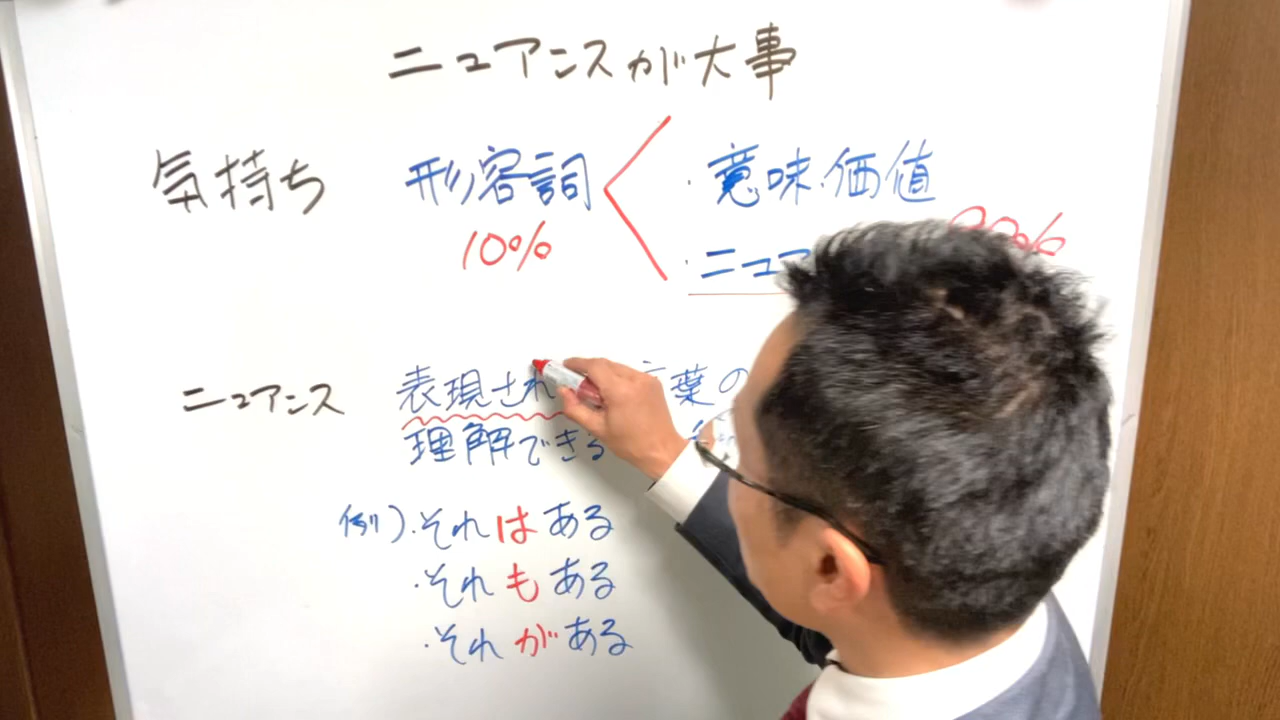 ニュアンスが大事
気持ち 形容詞 ・意味・価値
10% ・ニュア
ニュアンス 表現され 葉の
理解できる
例)・それはある
・それもある
・それがある